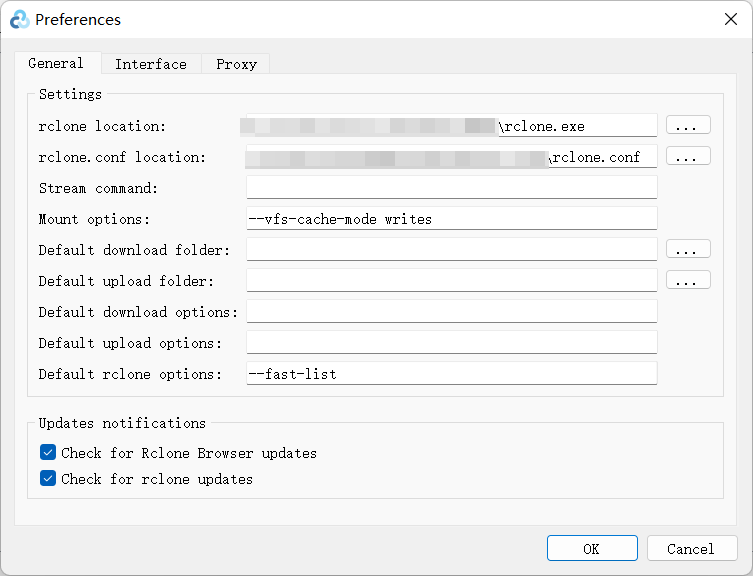 Preferences
General Interface Proxy
Settings
rclone location: \rclone.exe ...
rclone.conf location: \rclone.conf ...
Stream command:
Mount options: --vfs-cache-mode writes
Default download folder: ...
Default upload folder: ...
Default download options:
Default upload options:
Default rclone options: --fast-list
Updates notifications
Check for Rclone Browser updates
Check for rclone updates
OK Cancel